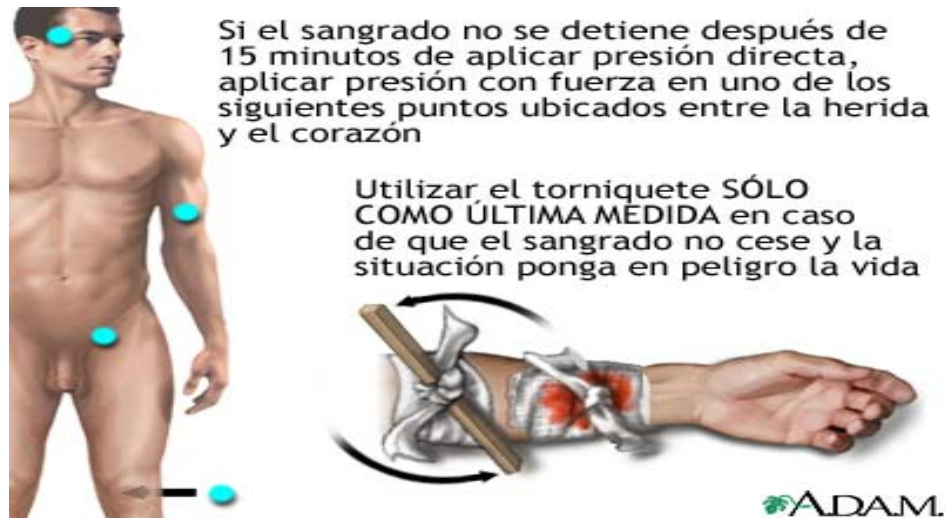 Si el sangrado no se detiene después de
15 minutos de aplicar presión directa,
aplicar presión con fuerza en uno de los
siguientes puntos ubicados entre la herida
y el corazón
Utilizar el torniquete SÓLO
COMO ÚLTIMA MEDIDA en caso
de que el sangrado no cese y la
situación ponga en peligro la vida
A.D.A.M.